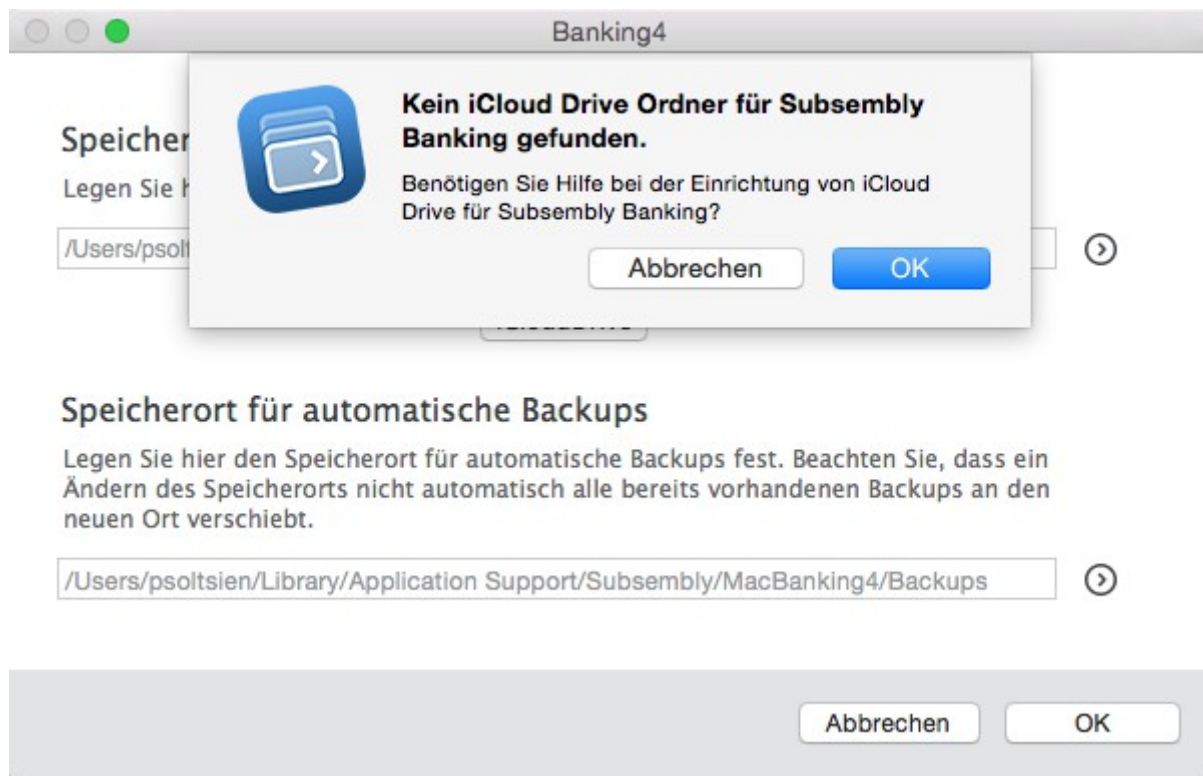 Banking4
Kein iCloud Drive Ordner für Subsembly
Banking gefunden.
Benötigen Sie Hilfe bei der Einrichtung von iCloud
Drive für Subsembly Banking?
Abbrechen OK
Speicher
Legen Sie h
/Users/psolt
Speicherort für automatische Backups
Legen Sie hier den Speicherort für automatische Backups fest. Beachten Sie, dass ein
Ändern des Speicherorts nicht automatisch alle bereits vorhandenen Backups an den
neuen Ort verschiebt.
/Users/psoltsien/Library/Application Support/Subsembly/MacBanking4/Backups
Abbrechen OK